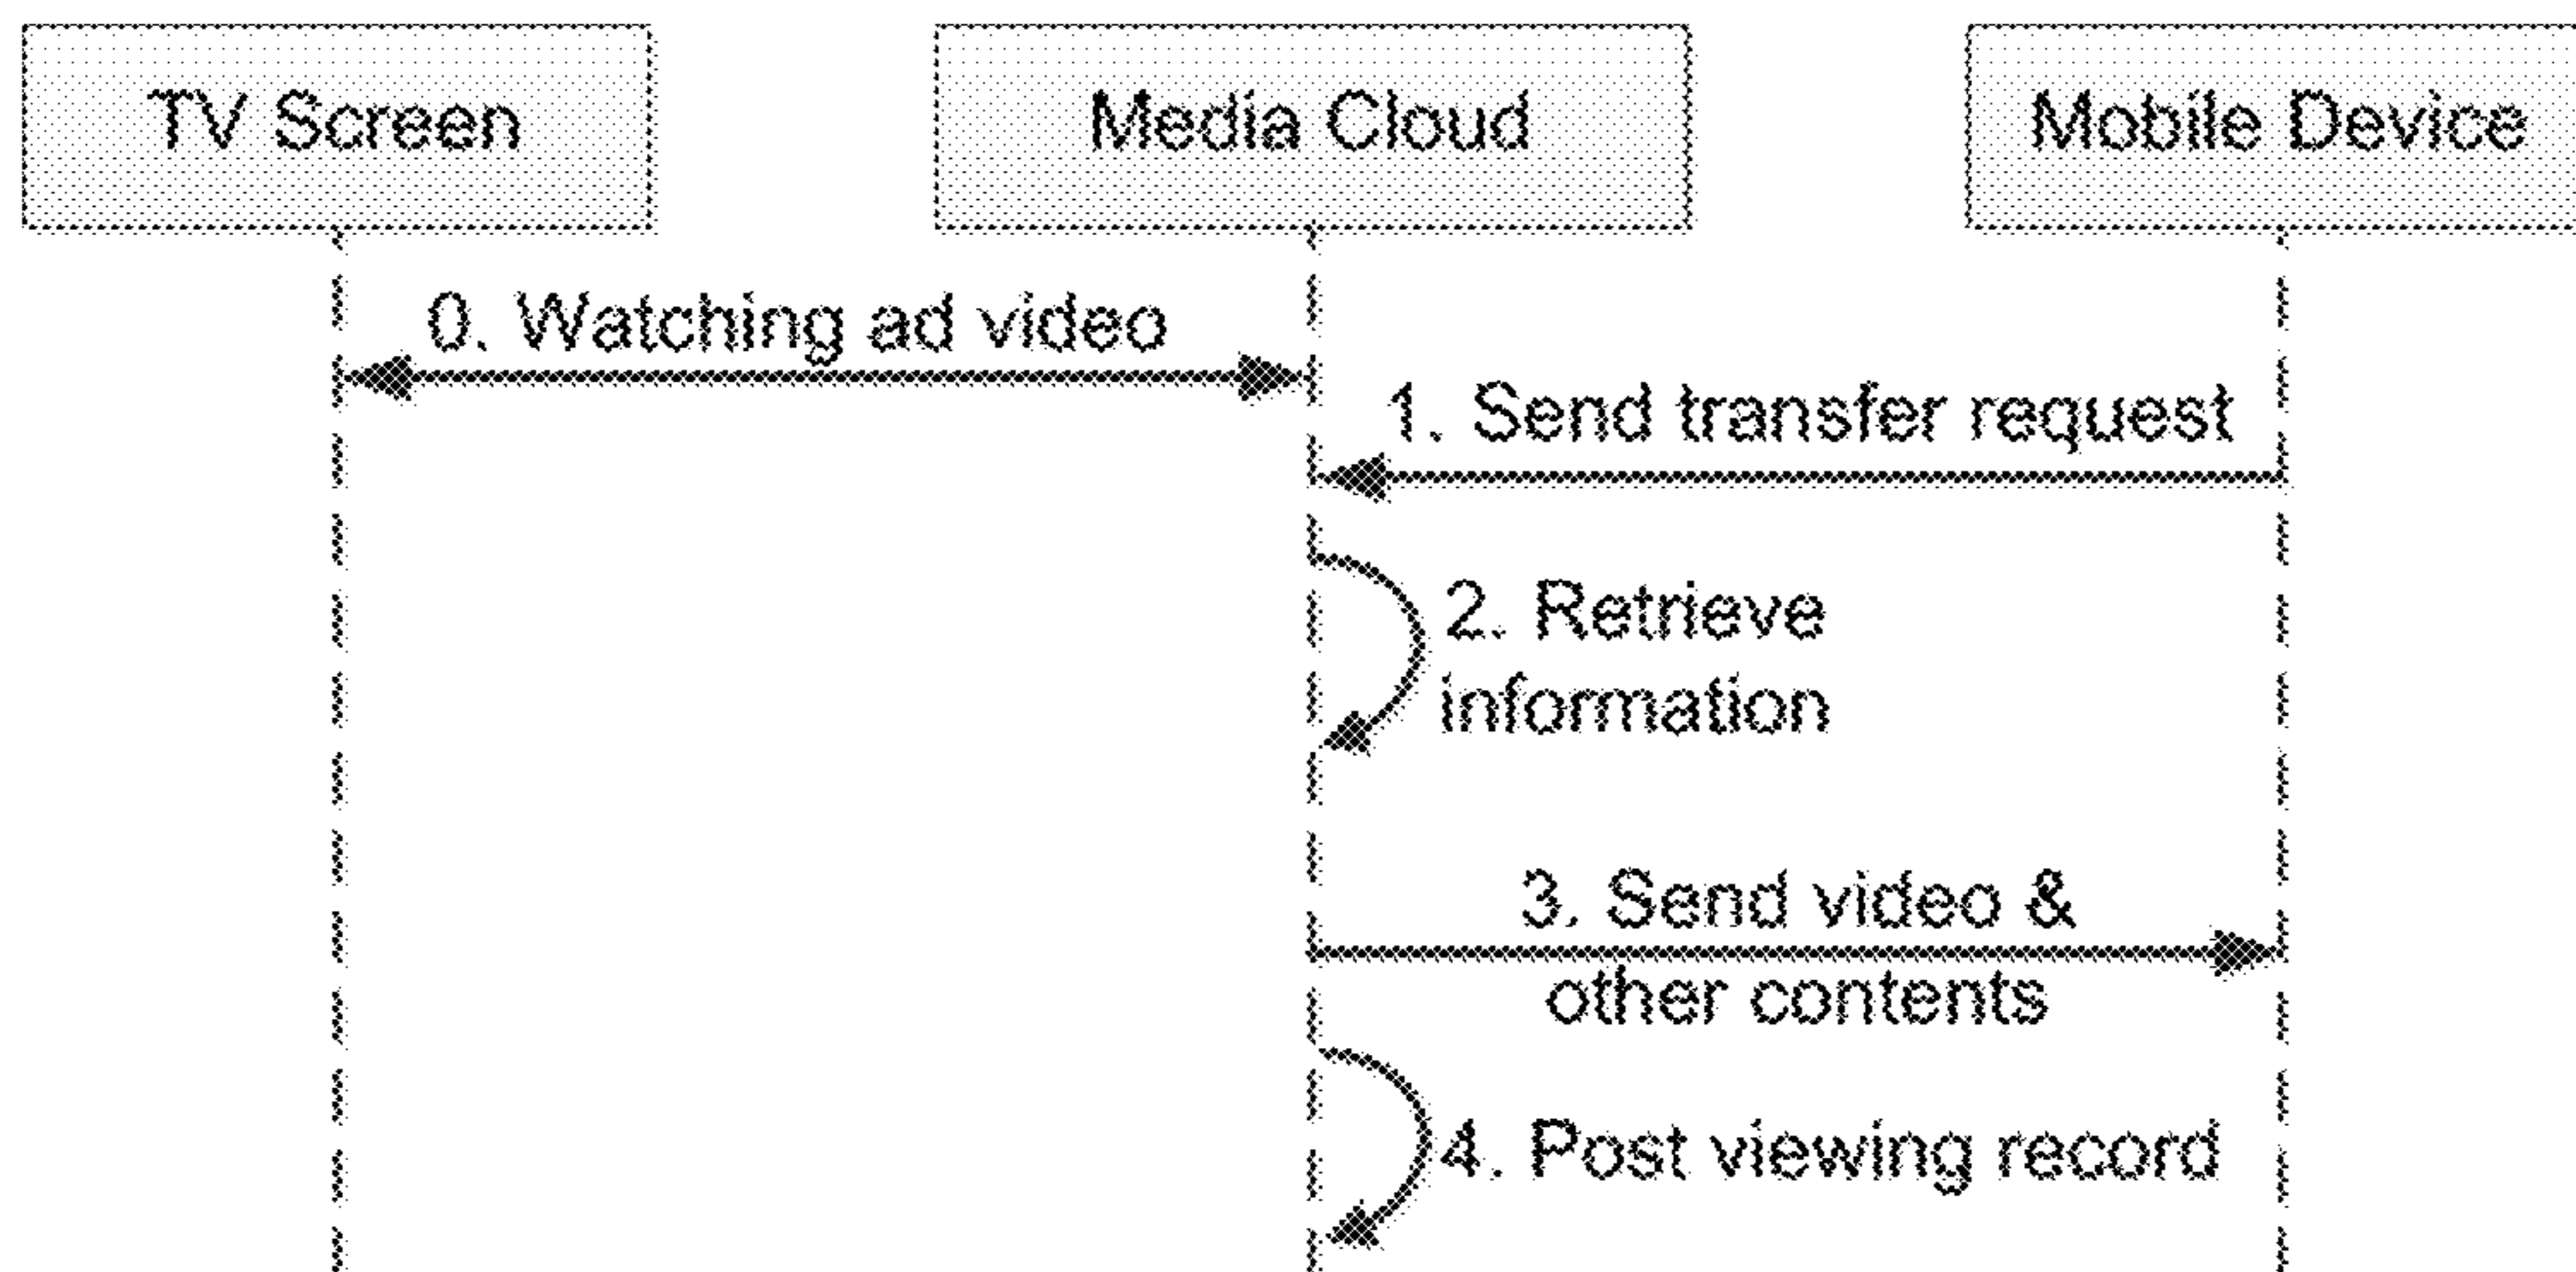 TV Screen
Media Cloud
Mobile Device
0. Watching ad video
1. Send transfer request
2. Retrieve
information
3. Send video &
other contents
4. Post viewing record